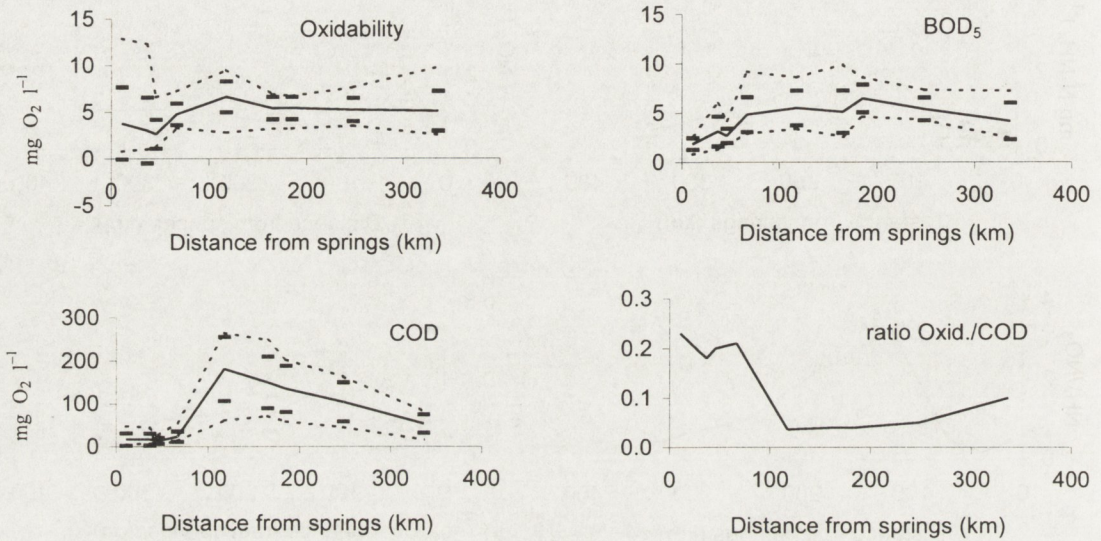 Oxidability
mg O₂ l⁻¹
15
10
5
0
-5
0 100 200 300 400
Distance from springs (km)
BOD₅
15
10
5
0
0 100 200 300 400
Distance from springs (km)
COD
mg O₂ l⁻¹
300
200
100
0
0 100 200 300 400
Distance from springs (km)
ratio Oxid./COD
0.3
0.2
0.1
0.0
0 100 200 300 400
Distance from springs (km)